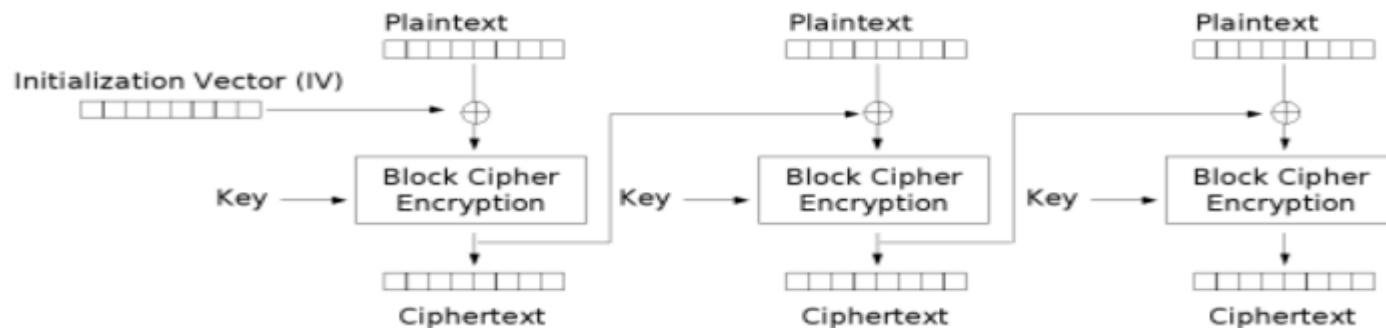 Plaintext
Plaintext
Plaintext
Initialization Vector (IV)
Key
Block Cipher
Encryption
Key
Block Cipher
Encryption
Key
Block Cipher
Encryption
Ciphertext
Ciphertext
Ciphertext